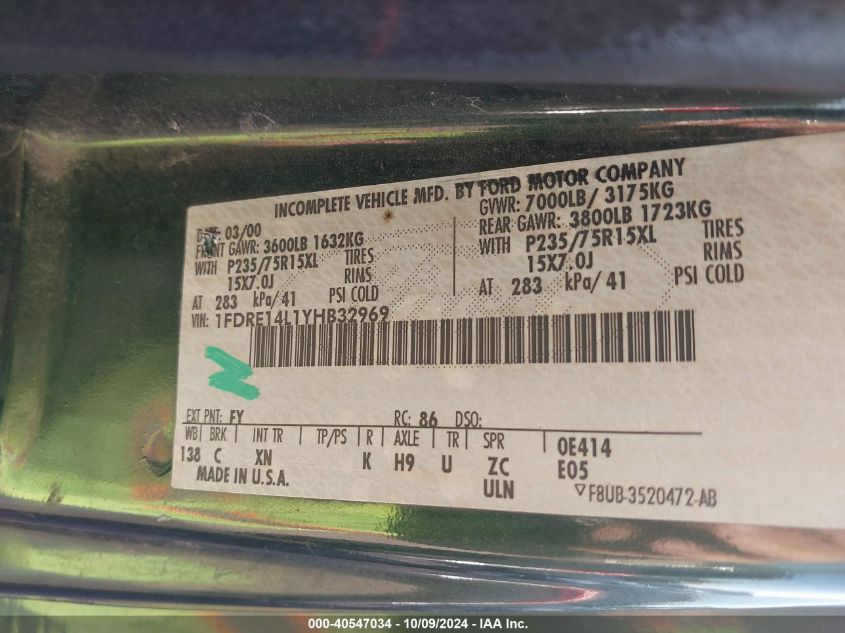 INCOMPLETE VEHICLE MFD. BY FORD MOTOR COMPANY
03/00 GVWR: 7000LB/ 3175KG
FRONT GAWR: 3600LB 1632KG REAR GAWR: 3800LB 1723KG
WITH P235/75R15XL TIRES WITH P235/75R15XL TIRES
15X7.0J RIMS 15X7.0J RIMS
AT 283 kPa/41 PSI COLD AT 283 kPa/41 PSI COLD
VIN: 1FDRE14L1YHB32969
EXT PNT: FY RC: 86 DSO:
WB BRK INT TR TP/PS R AXLE TR SPR 0E414
138 C XN K H9 U ZC E05
MADE IN U.S.A. ULN F8UB-3520472-AB
000-40547034 - 10/09/2024 - IAA Inc.